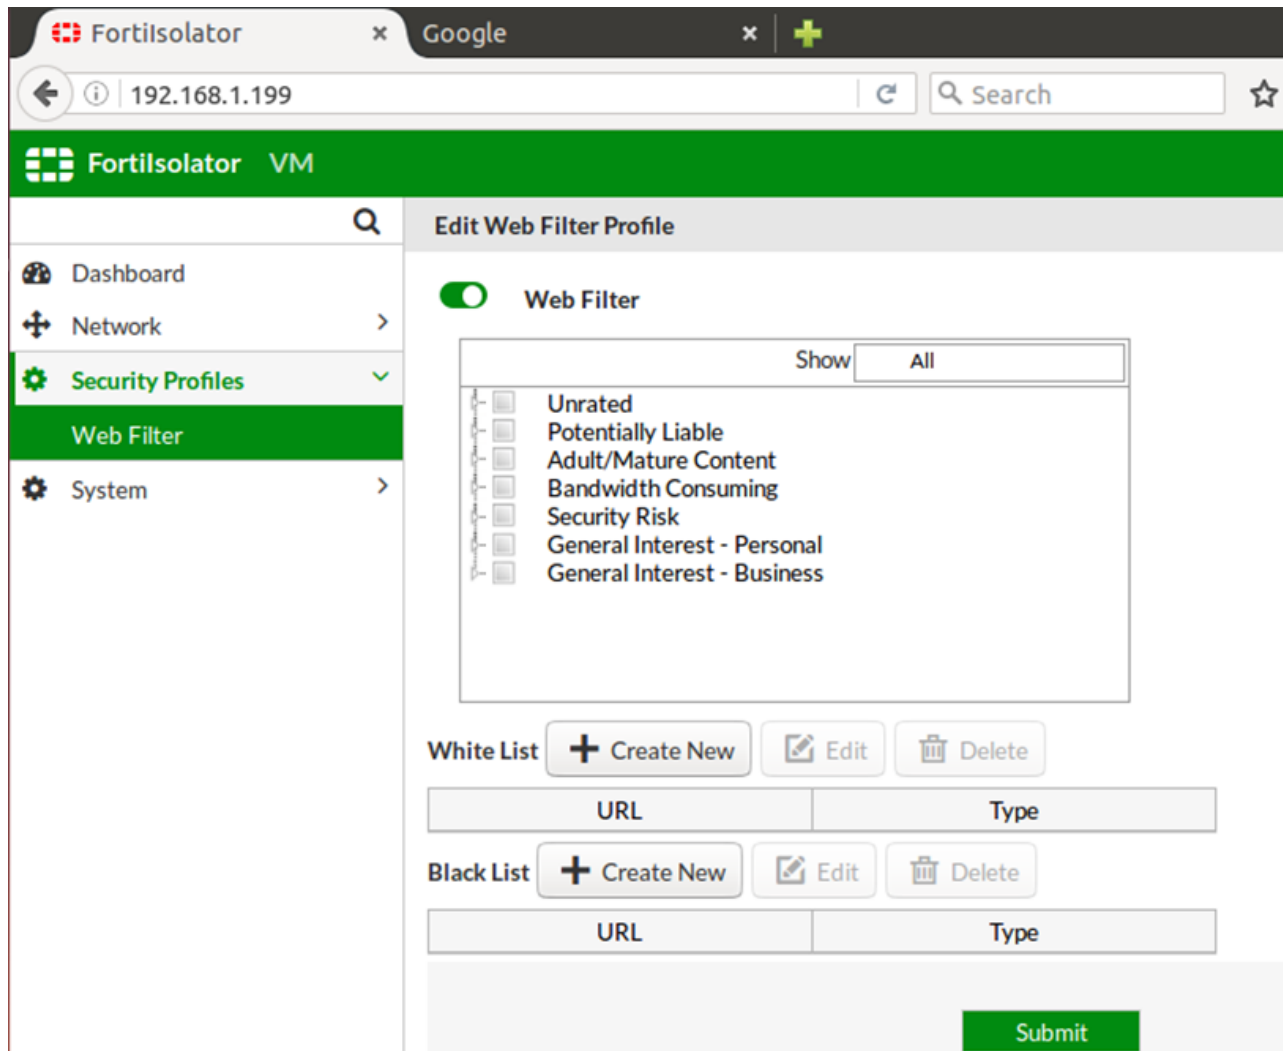 FortiIsolator
Google
192.168.1.199
Search
FortiIsolator VM
Edit Web Filter Profile
Dashboard
Network
Security Profiles
Web Filter
System
Web Filter
Show All
Unrated
Potentially Liable
Adult/Mature Content
Bandwidth Consuming
Security Risk
General Interest - Personal
General Interest - Business
White List Create New Edit Delete
URL Type
Black List Create New Edit Delete
URL Type
Submit